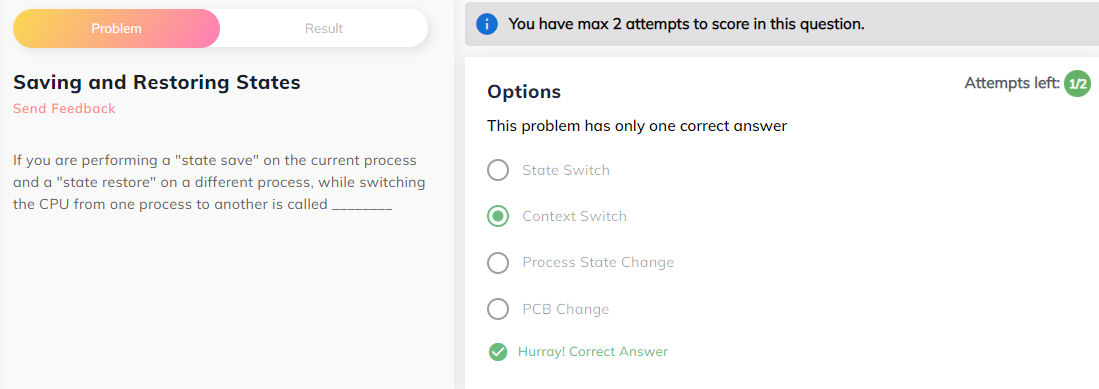 Problem
Result
Saving and Restoring States
Send Feedback
If you are performing a "state save" on the current process
and a "state restore" on a different process, while switching
the CPU from one process to another is called ________
You have max 2 attempts to score in this question.
Attempts left: 1/2
Options
This problem has only one correct answer
State Switch
Context Switch
Process State Change
PCB Change
Hurray! Correct Answer